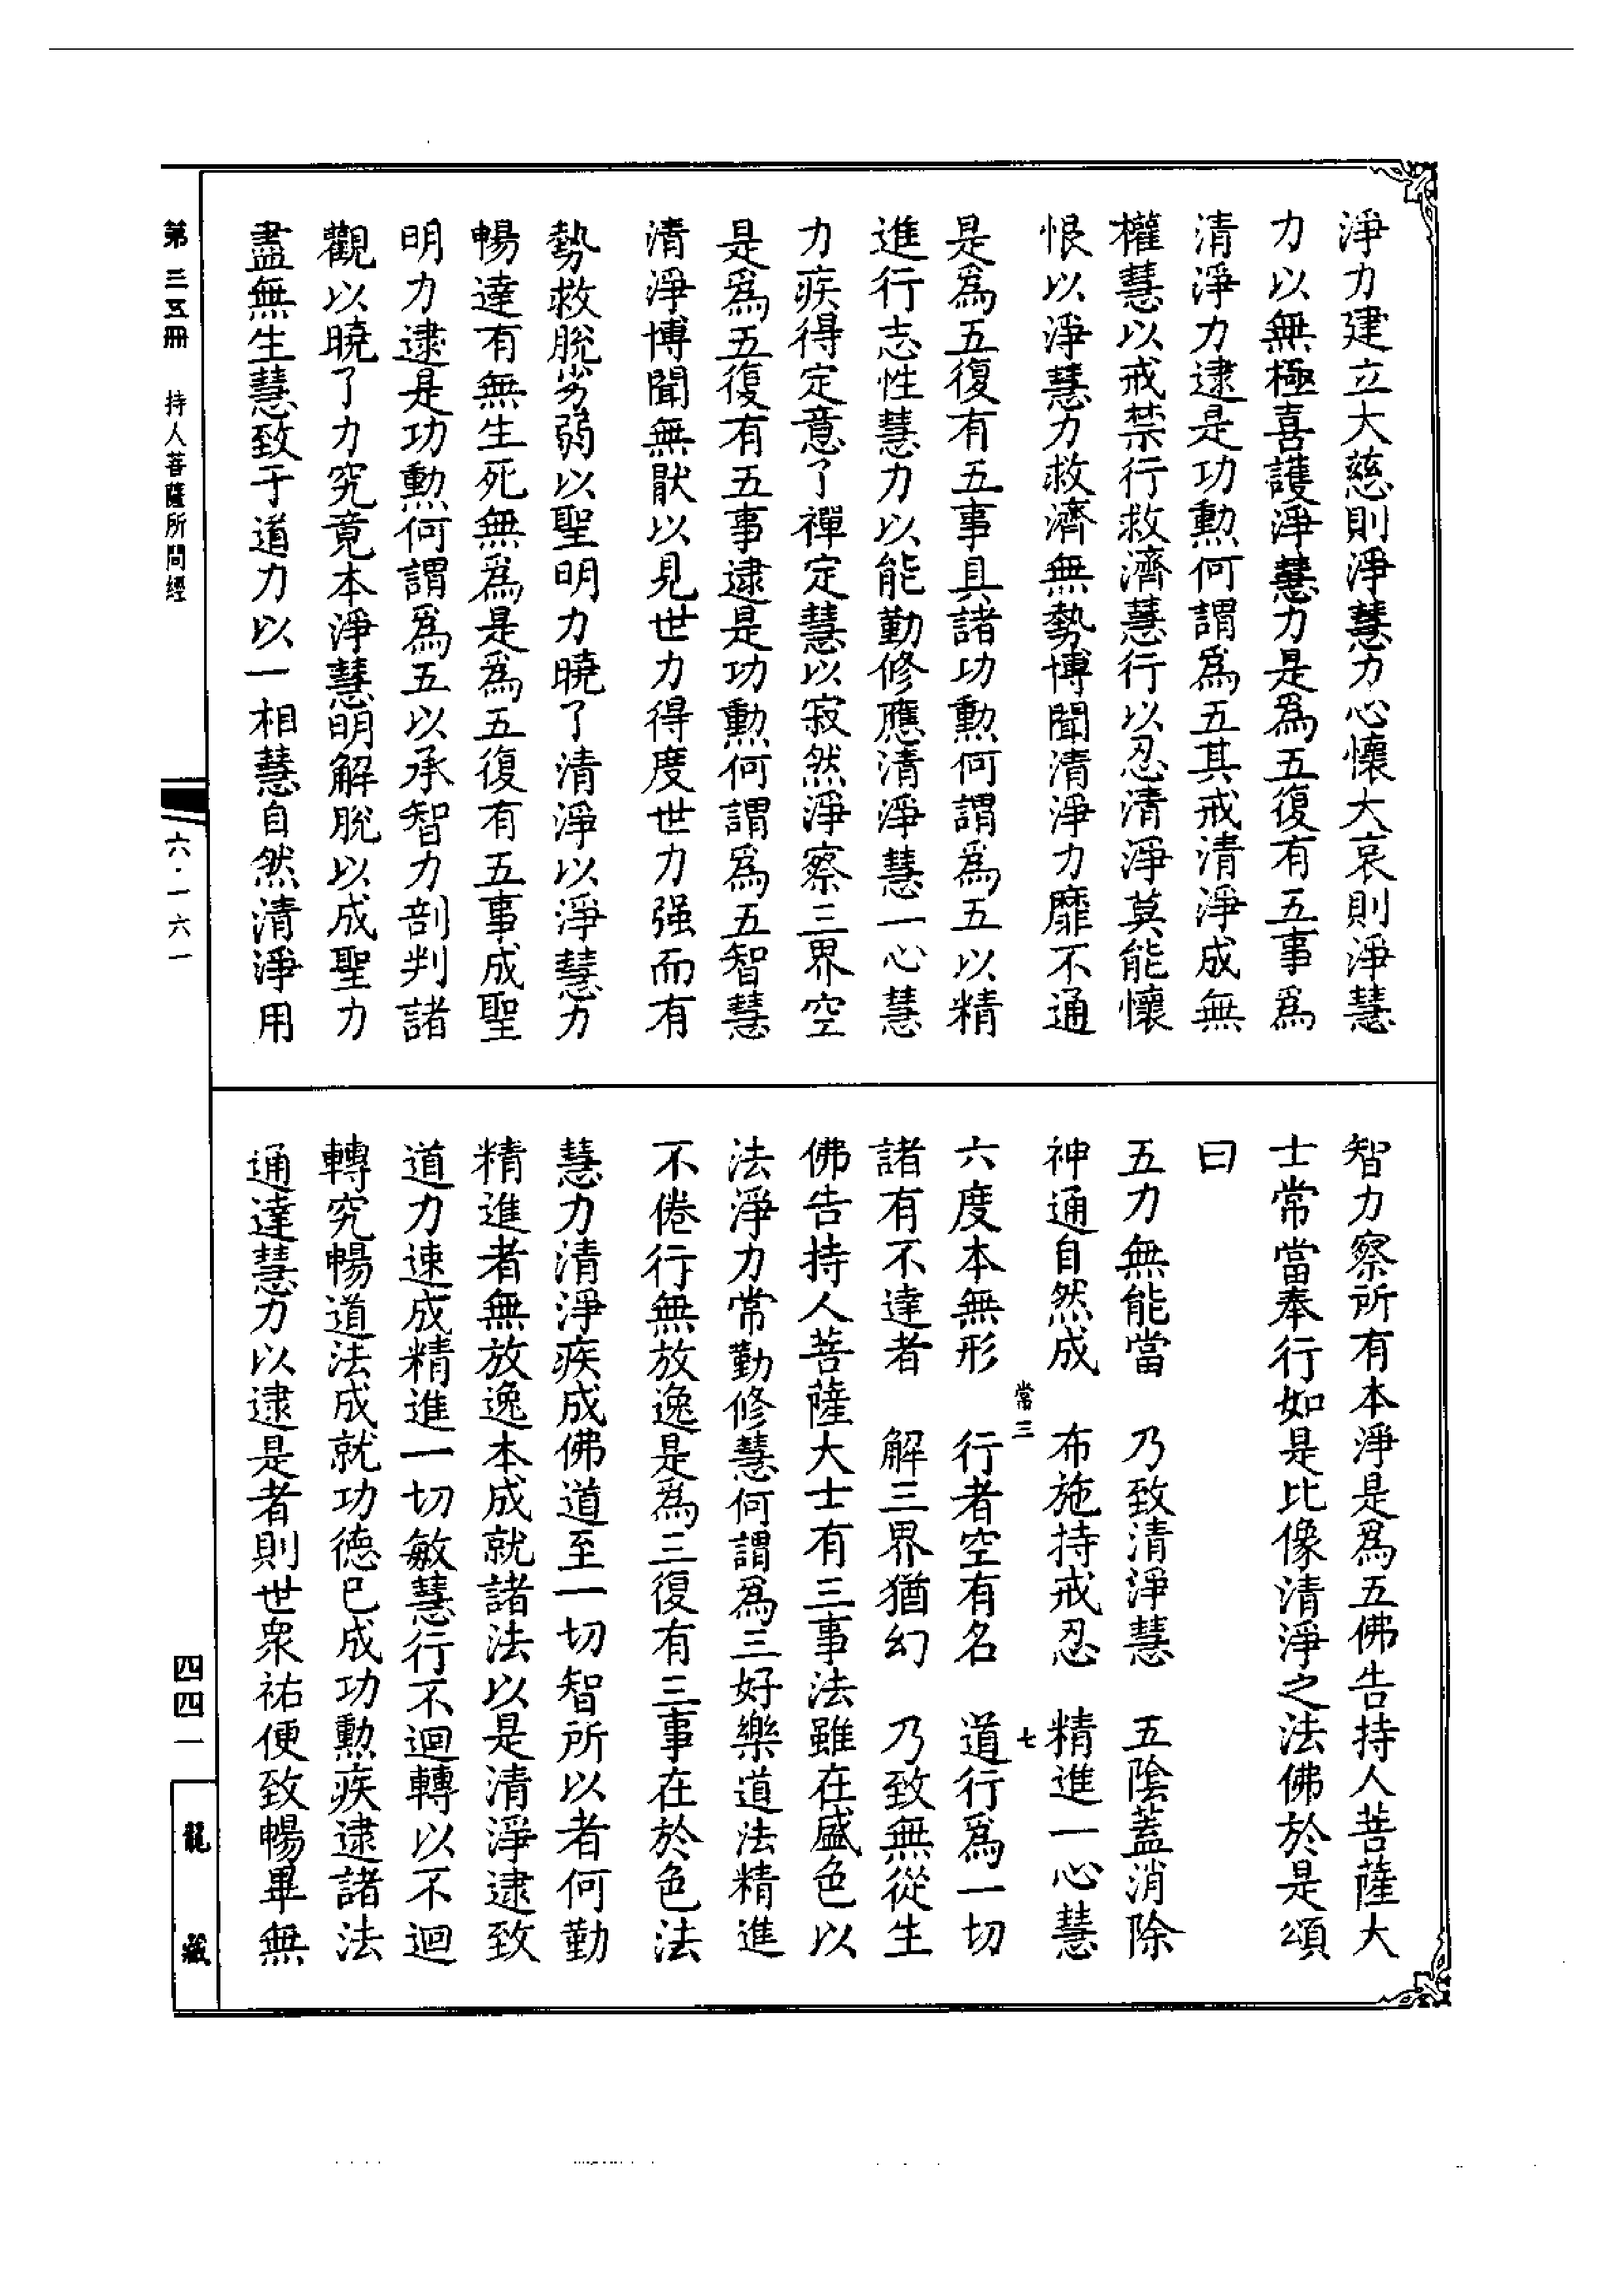 淨力建立大慈則淨慧力心懷大哀則淨慧
力以無極喜護淨慧力是為五復有五事為
清淨力逮是功勳何謂為五其戒清淨成無
權慧以戒禁行救濟慧行以忍清淨莫能懷
恨以淨慧力救濟無勢博聞清淨力靡不通
是為五復有五事具諸功勳何謂為五以精
進行志性慧力以能勤修應清淨慧一心慧
力疾得定意了禪定慧以寂然淨察三界空
是為五復有五事逮是功勳何謂為五智慧
清淨博聞無厭以見世力得度世力强而有
勢救脫劣弱以聖明力曉了清淨以淨慧力
暢達有無生死無為是為五復有五事成聖
明力逮是功勳何謂為五以承智力剖判諸
觀以曉了力究竟本淨慧明解脫以成聖力
盡無生慧致于道力以一相慧自然清淨用
智力察所有本淨是為五佛告持人菩薩大
士常當奉行如是比像清淨之法佛於是頌
曰
五力無能當　乃致清淨慧　五陰蓋消除
神通自然成　布施持戒忍　精進一心慧
常三　七
六度本無形　行者空有名　道行為一切
諸有不達者　解三界猶幻　乃致無從生
佛告持人菩薩大士有三事法雖在盛色以
法淨力常勤修慧何謂為三好樂道法精進
不倦行無放逸是為三復有三事在於色法
慧力清淨疾成佛道至一切智所以者何勤
精進者無放逸本成就諸法以是清淨逮致
道力速成精進一切敏慧行不迴轉以不迴
轉究暢道法成就功德已成功勳疾逮諸法
通達慧力以逮是者則世眾祐便致暢畢無
第三五冊　持人菩薩所問經
六·一六一
四四一
龍藏